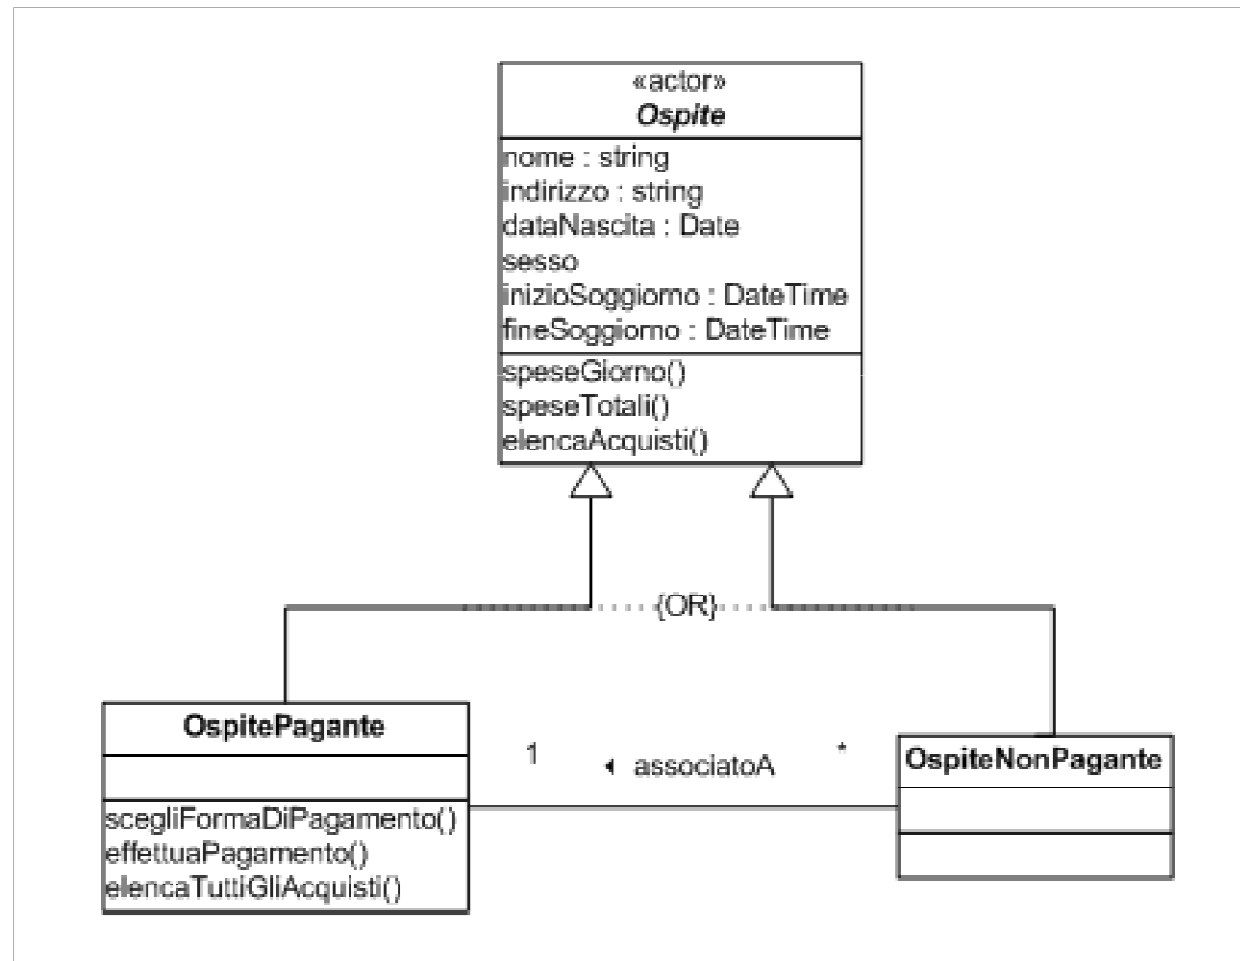 «actor»
Ospite
nome : string
indirizzo : string
dataNascita : Date
sesso
inizioSoggiorno : DateTime
fineSoggiorno : DateTime
speseGiorno()
speseTotali()
elencaAcquisti()
{OR}
OspitePagante
scegliFormaDiPagamento()
effettuaPagamento()
elencaTuttiGliAcquisti()
1
associatoA
*
OspiteNonPagante